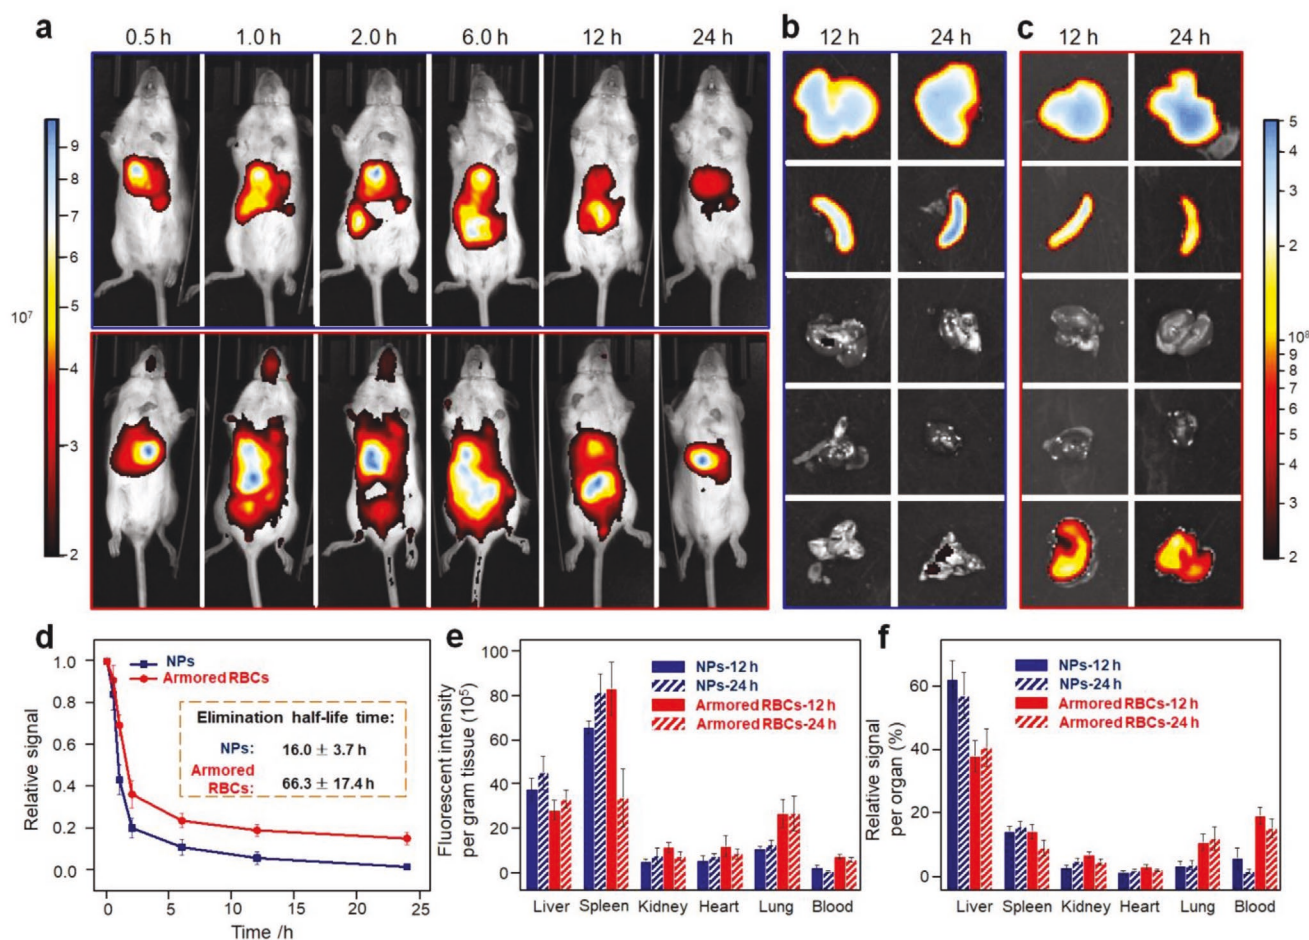 a
0.5 h 1.0 h 2.0 h 6.0 h 12 h 24 h
b
12 h 24 h
c
12 h 24 h
9
8
7
6
5
10⁷
4
3
2
5
4
3
2
10⁸
9
8
7
6
5
4
3
2
d
NPs
Armored RBCs
Elimination half-life time:
NPs: 16.0 ± 3.7 h
Armored
RBCs: 66.3 ± 17.4 h
Relative signal
1.0
0.8
0.6
0.4
0.2
0.0
0 5 10 15 20 25
Time /h
e
NPs-12 h
NPs-24 h
Armored RBCs-12 h
Armored RBCs-24 h
Fluorescent intensity
per gram tissue (10⁵)
100
80
60
40
20
0
Liver Spleen Kidney Heart Lung Blood
f
NPs-12 h
NPs-24 h
Armored RBCs-12 h
Armored RBCs-24 h
Relative signal
per organ (%)
60
40
20
0
Liver Spleen Kidney Heart Lung Blood